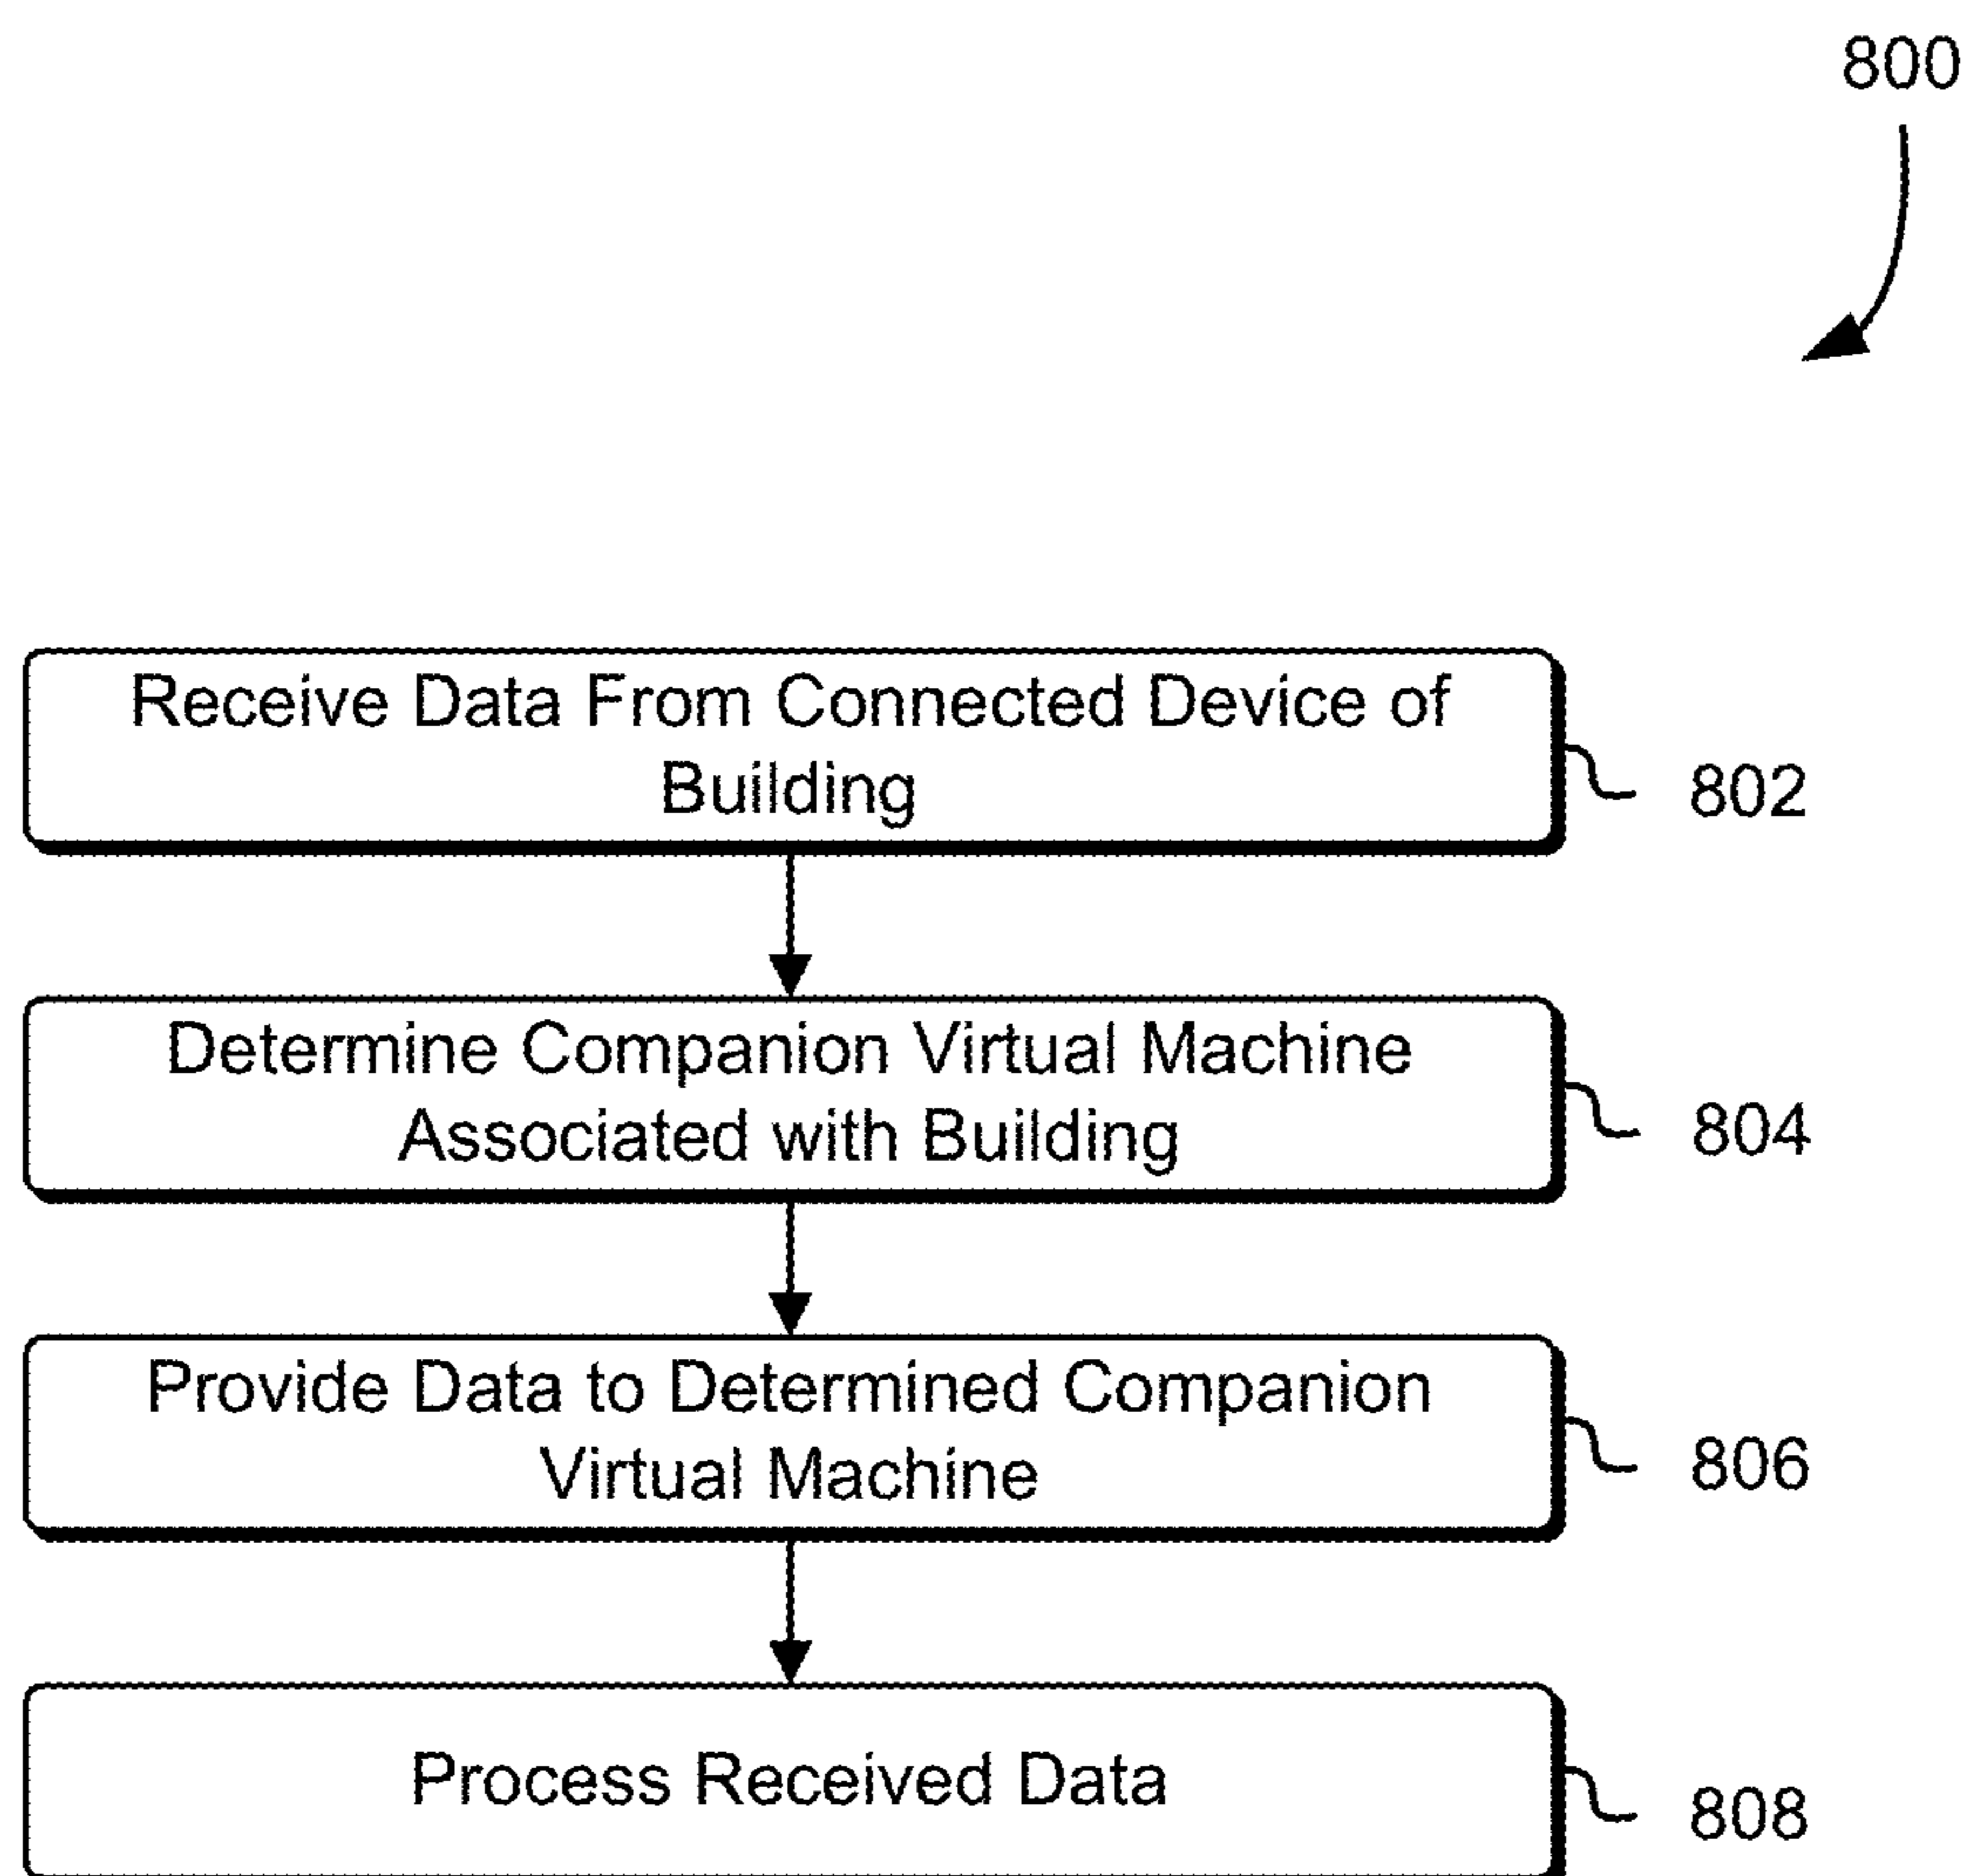 800
Receive Data From Connected Device of
Building
802
Determine Companion Virtual Machine
Associated with Building
804
Provide Data to Determined Companion
Virtual Machine
806
Process Received Data
808